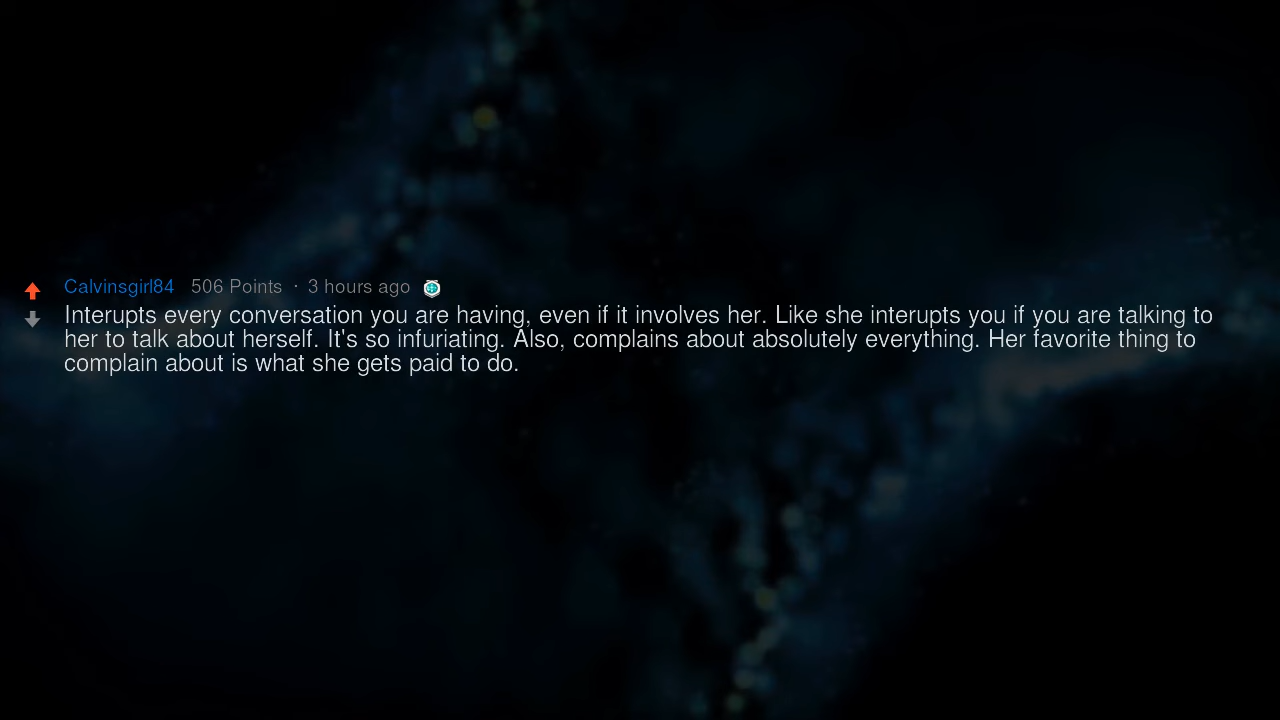 Calvinsgirl84 506 Points · 3 hours ago
Interupts every conversation you are having, even if it involves her. Like she interupts you if you are talking to
her to talk about herself. It's so infuriating. Also, complains about absolutely everything. Her favorite thing to
complain about is what she gets paid to do.